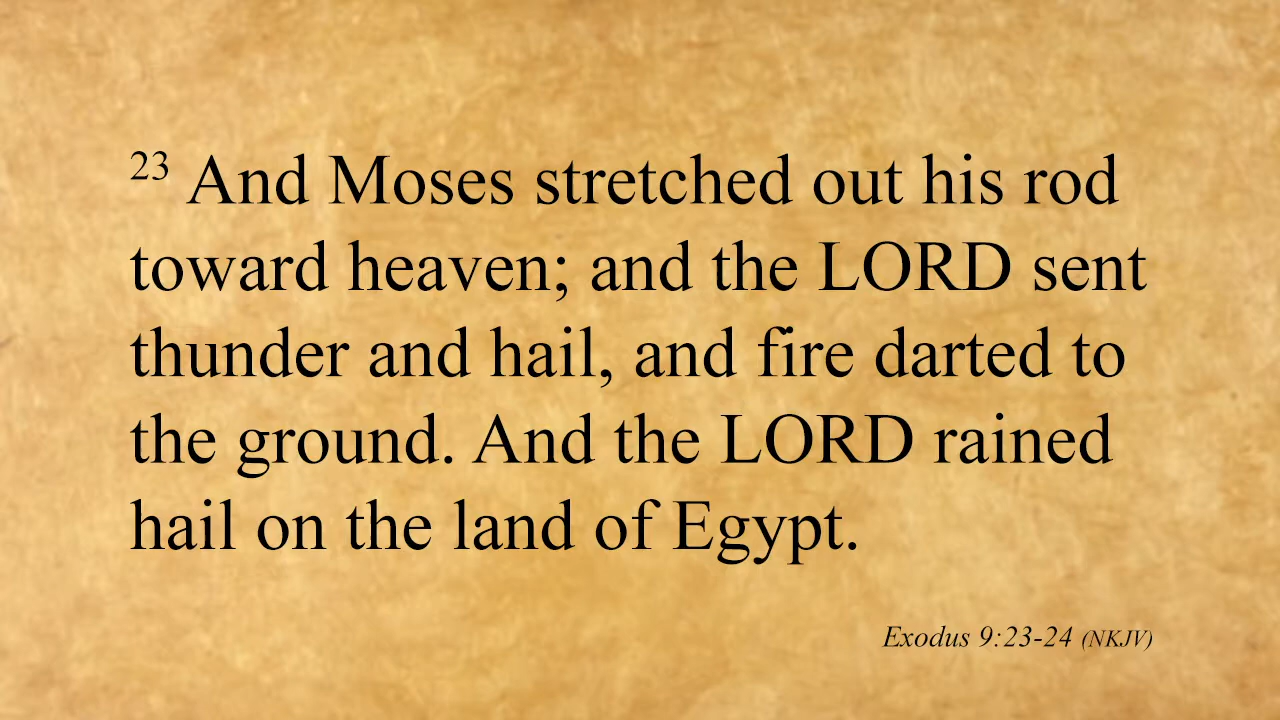 23 And Moses stretched out his rod
toward heaven; and the LORD sent
thunder and hail, and fire darted to
the ground. And the LORD rained
hail on the land of Egypt.
Exodus 9:23-24 (NKJV)